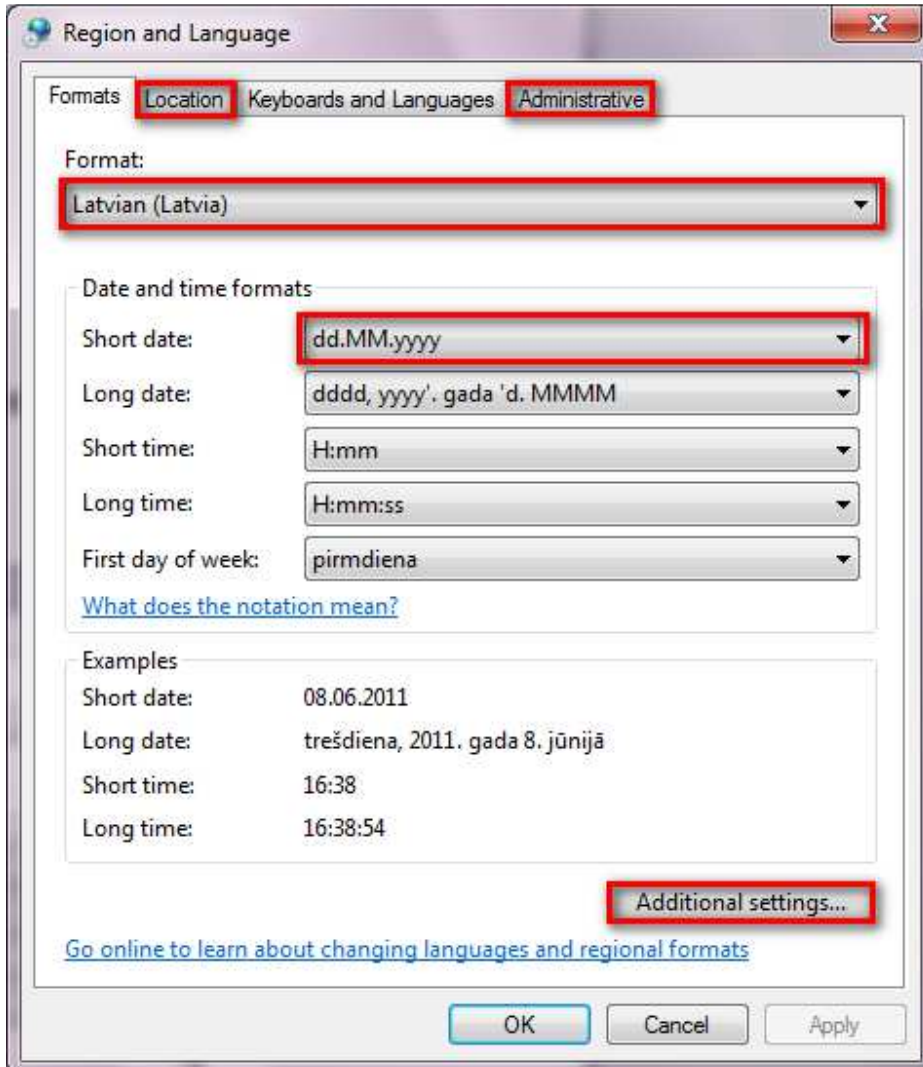 Region and Language
Formats Location Keyboards and Languages Administrative
Format:
Latvian (Latvia)
Date and time formats
Short date: dd.MM.yyyy
Long date: dddd, yyyy'. gada 'd. MMMM
Short time: H:mm
Long time: H:mm:ss
First day of week: pirmdiena
What does the notation mean?
Examples
Short date: 08.06.2011
Long date: trešdiena, 2011. gada 8. jūnijā
Short time: 16:38
Long time: 16:38:54
Additional settings...
Go online to learn about changing languages and regional formats
OK Cancel Apply